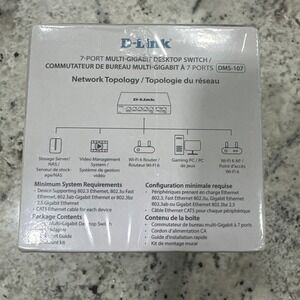 D-Link
7-PORT MULTI-GIGABIT DESKTOP SWITCH /
COMMUTATEUR DE BUREAU MULTI-GIGABIT À 7 PORTS DMS-107
Network Topology / Topologie du réseau
Storage Server/
NAS /
Serveur de stock-
age/NAS
Video Management
System /
Système de gestion
vidéo
Wi-Fi 6 Router /
Routeur Wi-Fi 6
Gaming PC / PC
de jeux
Wi-Fi 6 AP /
Point d'accès
Wi-Fi 6
Minimum System Requirements
• Device Supporting 802.3 Ethernet,
802.3u Fast Ethernet, 802.3ab
Gigabit Ethernet or 802.3bz
2.5 Gigabit Ethernet
CAT5 Ethernet cable for each device
Package Contents
Multi-Gigabit Desktop Switch
Adapter
Guide
kit
Configuration minimale requise
• Périphériques prenant en charge Ethernet
802.3, Fast Ethernet 802.3u, Gigabit
Ethernet 802.3ab ou Gigabit Ethernet
802.3bz 2,5
• Câble Ethernet CAT5 pour chaque périphérique
Contenu de la boîte
• Commutateur de bureau multi-Gigabit à 7 ports
• Guide d'installation rapide
• Kit de montage mural